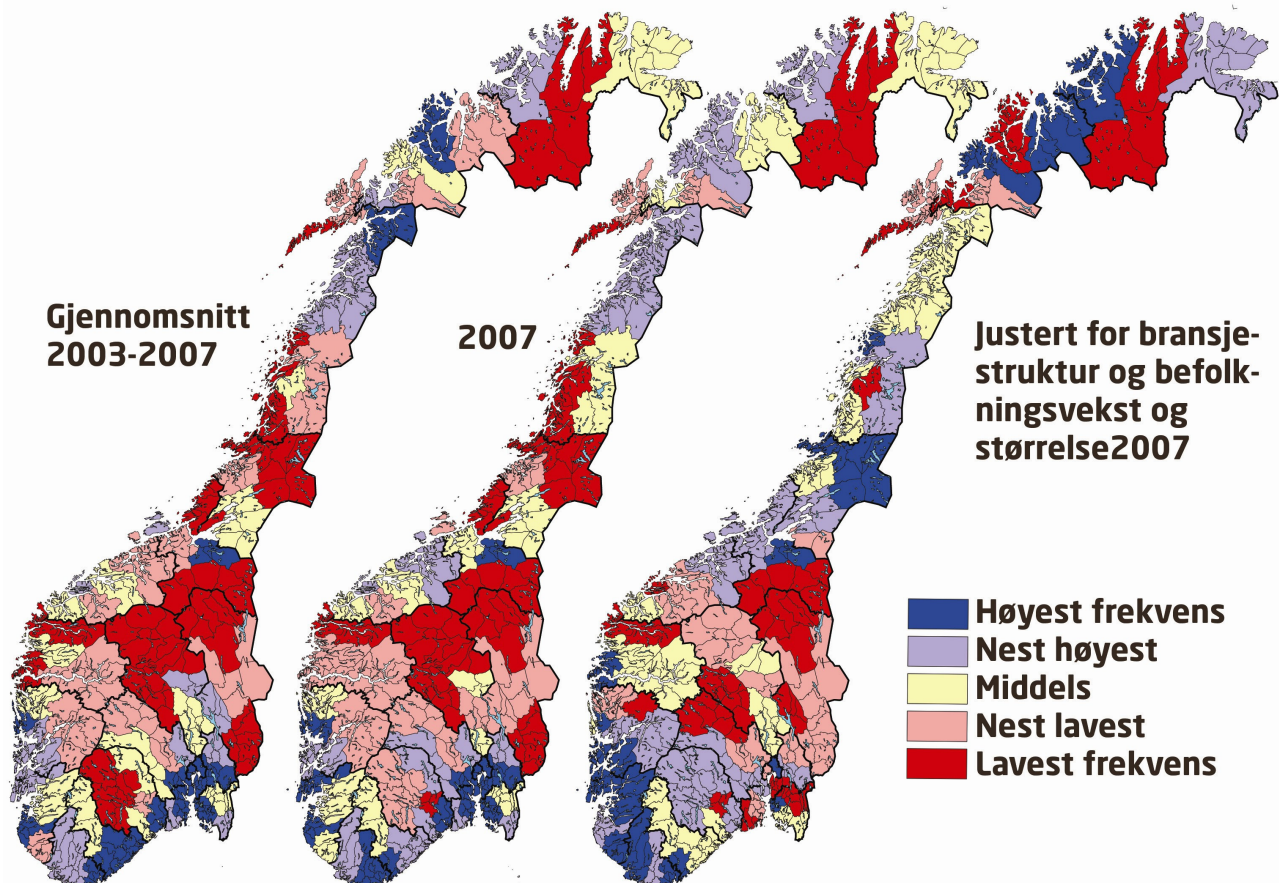 Gjennomsnitt
2003-2007
2007
Justert for bransje-
struktur og befolk-
ningsvekst og
størrelse2007
Høyest frekvens
Nest høyest
Middels
Nest lavest
Lavest frekvens